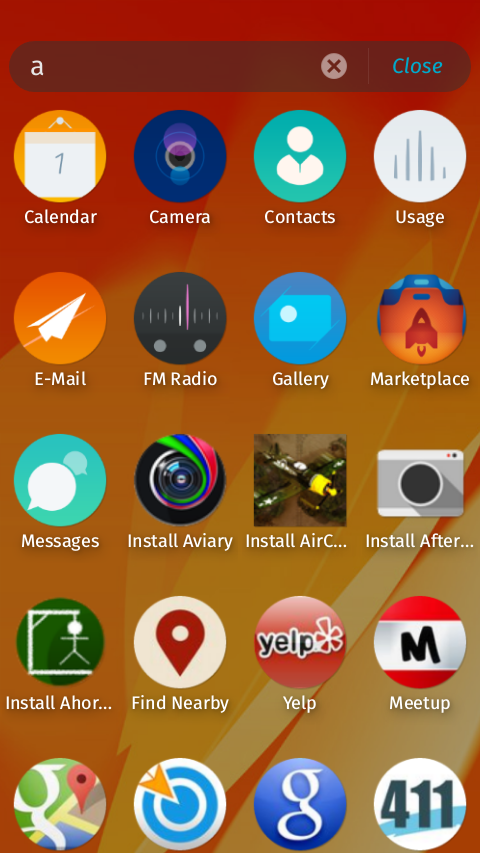 a
Close
1
Calendar
Camera
Contacts
Usage
E-Mail
FM Radio
Gallery
Marketplace
Messages
Install Aviary
Install AirC...
Install After...
Install Ahor...
Find Nearby
yelp
Yelp
M
Meetup
g
g
411